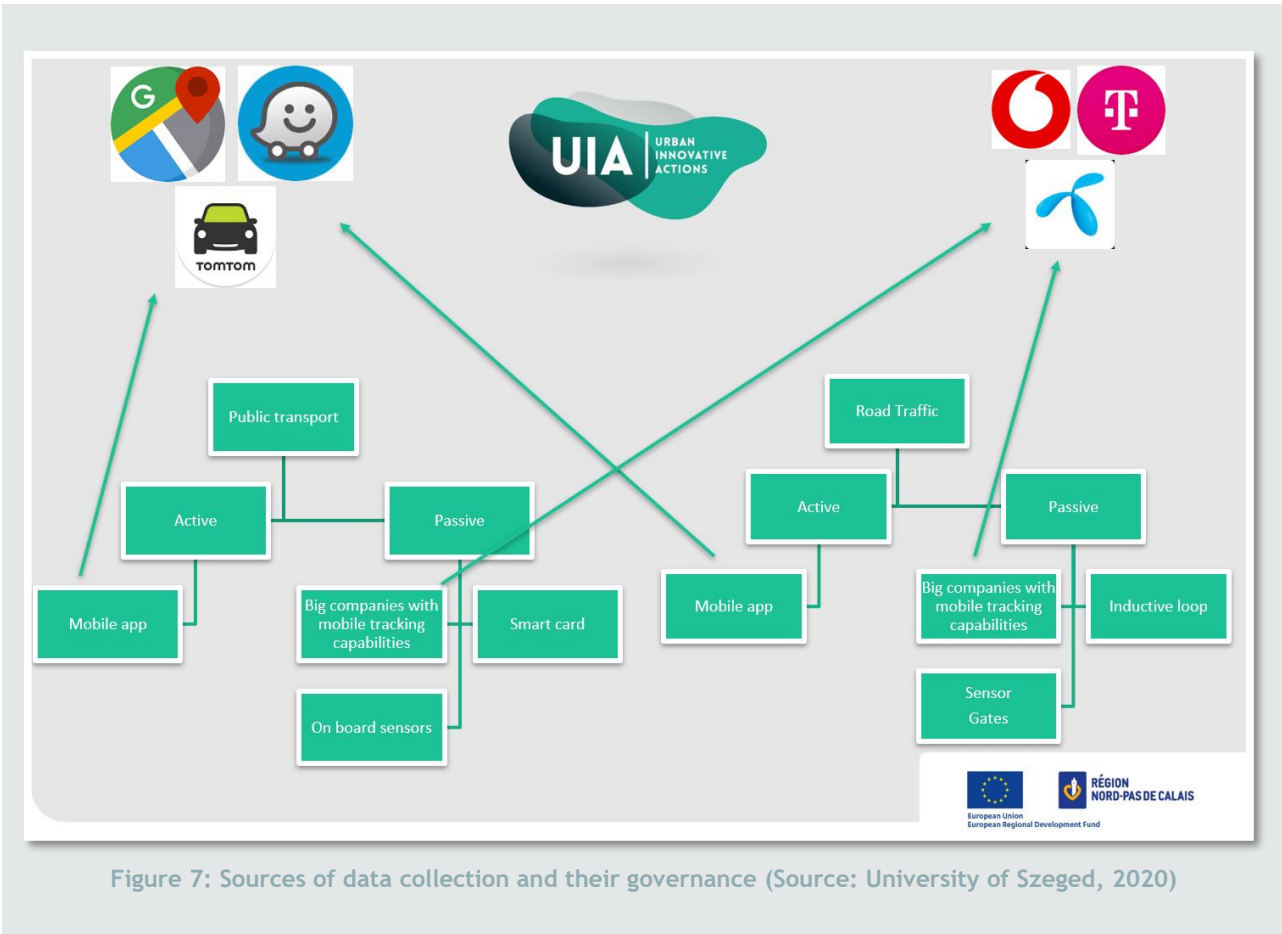 G
TOMTOM
UIA
URBAN
INNOVATIVE
ACTIONS
T
Public transport
Active
Passive
Mobile app
Big companies with
mobile tracking
capabilities
Smart card
On board sensors
Road Traffic
Active
Passive
Mobile app
Big companies with
mobile tracking
capabilities
Inductive loop
Sensor
Gates
European Union
European Regional Development Fund
RÉGION
NORD-PAS DE CALAIS
Figure 7: Sources of data collection and their governance (Source: University of Szeged, 2020)